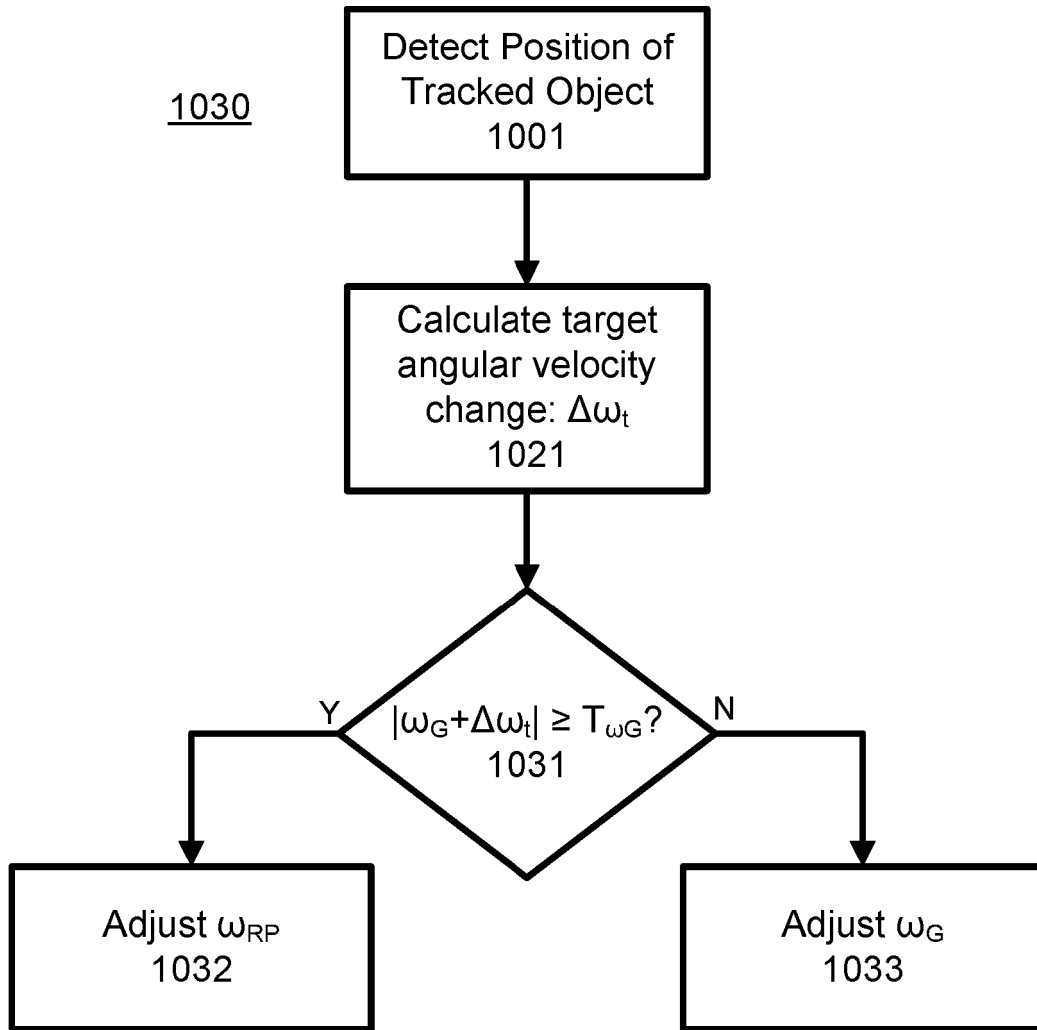 Detect Position of
Tracked Object
1001
1030
Calculate target
angular velocity
change: Δωt
1021
Y
|ωG+Δωt| ≥ TωG?
1031
N
Adjust ωRP
1032
Adjust ωG
1033